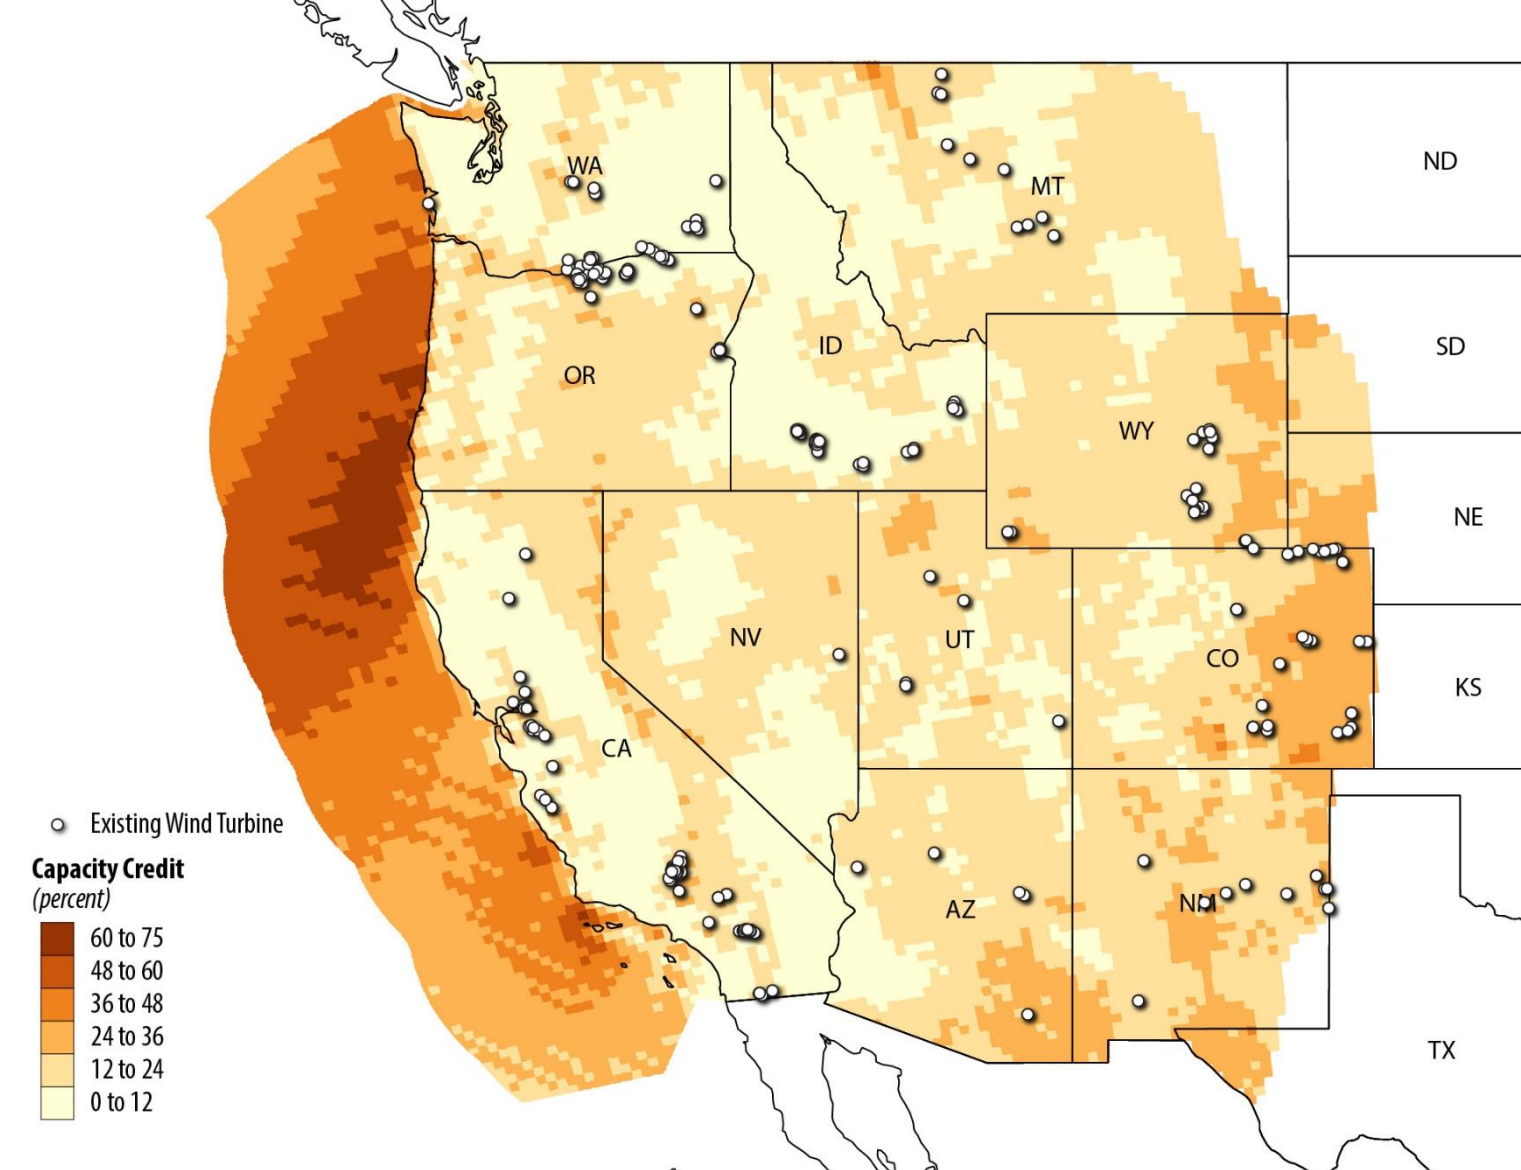 WA
MT
ND
ID
OR
SD
WY
NE
NV
UT
CO
KS
CA
AZ
NM
TX
Existing Wind Turbine
Capacity Credit
(percent)
60 to 75
48 to 60
36 to 48
24 to 36
12 to 24
0 to 12